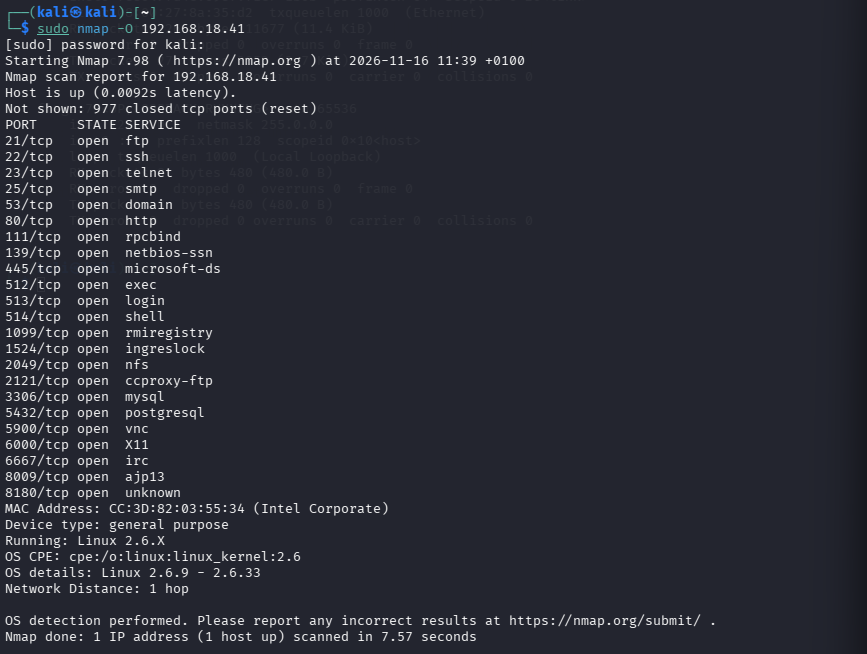 ┌──(kali㉿kali)-[~]
└─$ sudo nmap -O 192.168.18.41
[sudo] password for kali:
Starting Nmap 7.98 ( https://nmap.org ) at 2026-11-16 11:39 +0100
Nmap scan report for 192.168.18.41
Host is up (0.0092s latency).
Not shown: 977 closed tcp ports (reset)
PORT     STATE SERVICE
21/tcp   open  ftp
22/tcp   open  ssh
23/tcp   open  telnet
25/tcp   open  smtp
53/tcp   open  domain
80/tcp   open  http
111/tcp  open  rpcbind
139/tcp  open  netbios-ssn
445/tcp  open  microsoft-ds
512/tcp  open  exec
513/tcp  open  login
514/tcp  open  shell
1099/tcp open  rmiregistry
1524/tcp open  ingreslock
2049/tcp open  nfs
2121/tcp open  ccproxy-ftp
3306/tcp open  mysql
5432/tcp open  postgresql
5900/tcp open  vnc
6000/tcp open  X11
6667/tcp open  irc
8009/tcp open  ajp13
8180/tcp open  unknown
MAC Address: CC:3D:82:03:55:34 (Intel Corporate)
Device type: general purpose
Running: Linux 2.6.X
OS CPE: cpe:/o:linux:linux_kernel:2.6
OS details: Linux 2.6.9 - 2.6.33
Network Distance: 1 hop

OS detection performed. Please report any incorrect results at https://nmap.org/submit/ .
Nmap done: 1 IP address (1 host up) scanned in 7.57 seconds